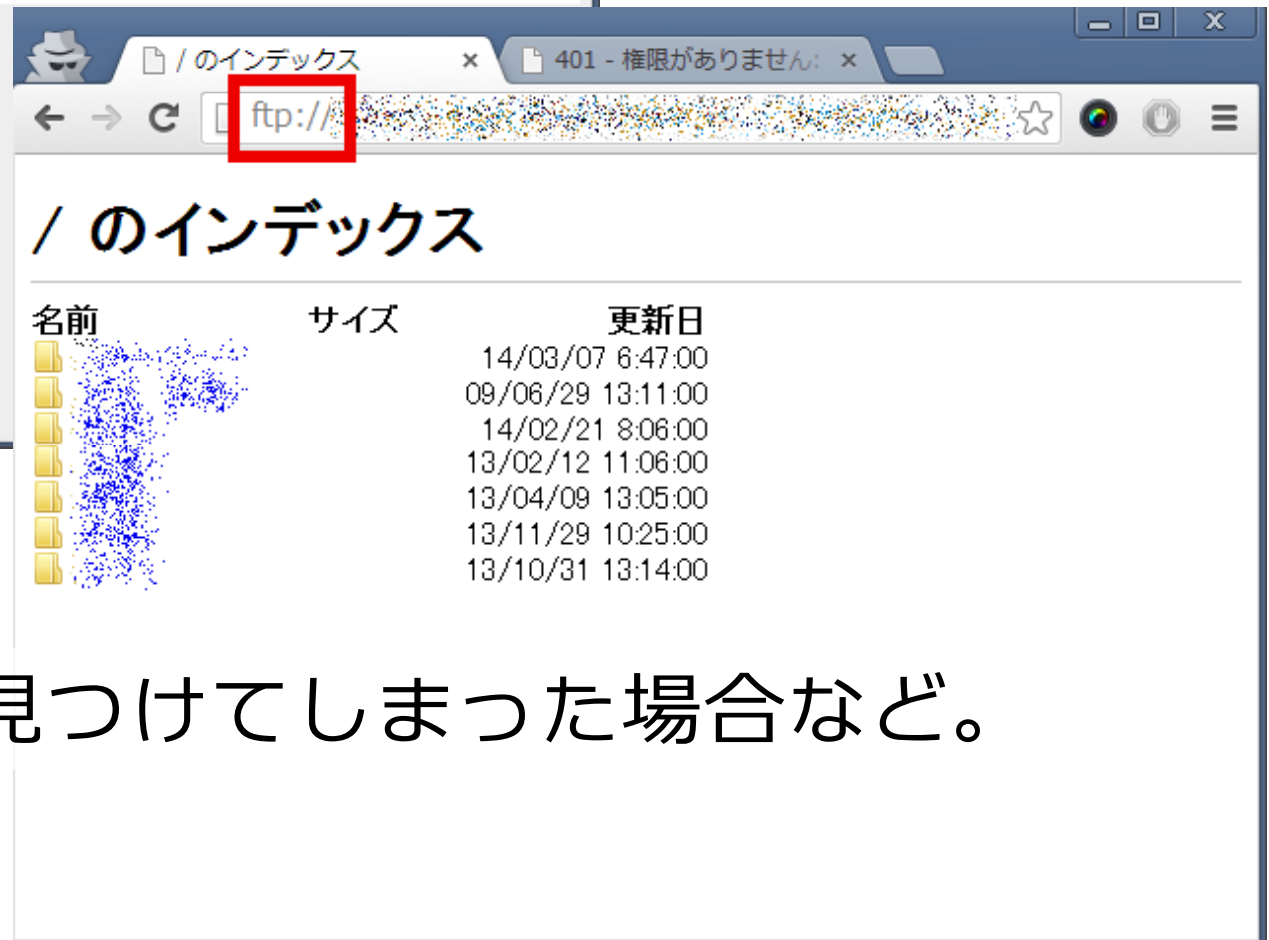 / のインデックス
401 - 権限がありません:
ftp://
/ のインデックス
名前 サイズ 更新日
14/03/07 6:47:00
09/06/29 13:11:00
14/02/21 8:06:00
13/02/12 11:06:00
13/04/09 13:05:00
13/11/29 10:25:00
13/10/31 13:14:00
見つけてしまった場合など。